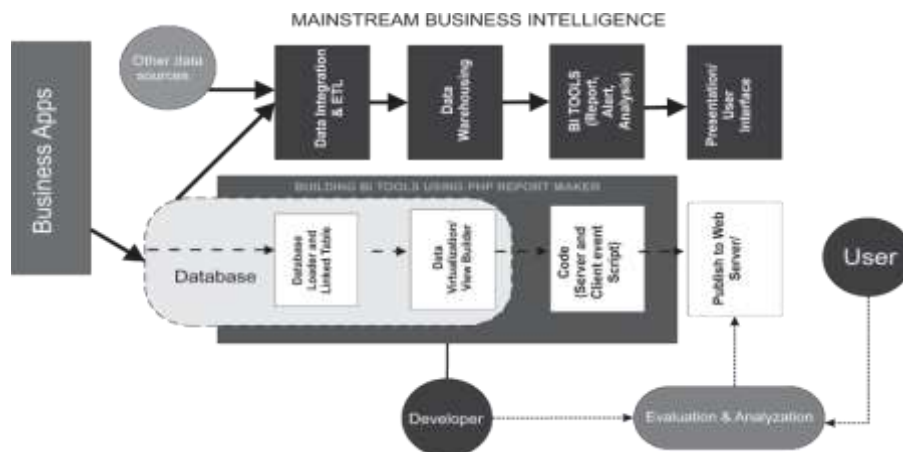 MAINSTREAM BUSINESS INTELLIGENCE
Business Apps
Other data
sources
Data Integration
& ETL
Data
Warehousing
BI TOOLS
(Report,
Alert,
Analysis)
Presentation/
User
Interface
BUILDING BI TOOLS USING PHP REPORT MAKER
Database
Database
Loader and
Linked Table
Data
Virtualization/
View Builder
Code
(Server and
Client event
Script)
Publish to Web
Server/
User
Developer
Evaluation & Analyzation